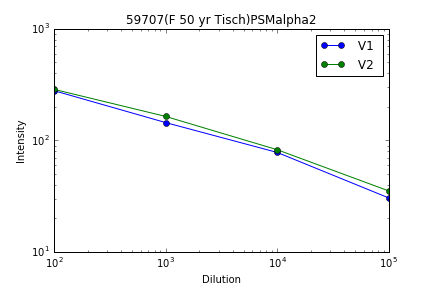 59707(F 50 yr Tisch)PSMalpha2
V1
V2
Intensity
10³
10²
10¹
10² 10³ 10⁴ 10⁵
Dilution